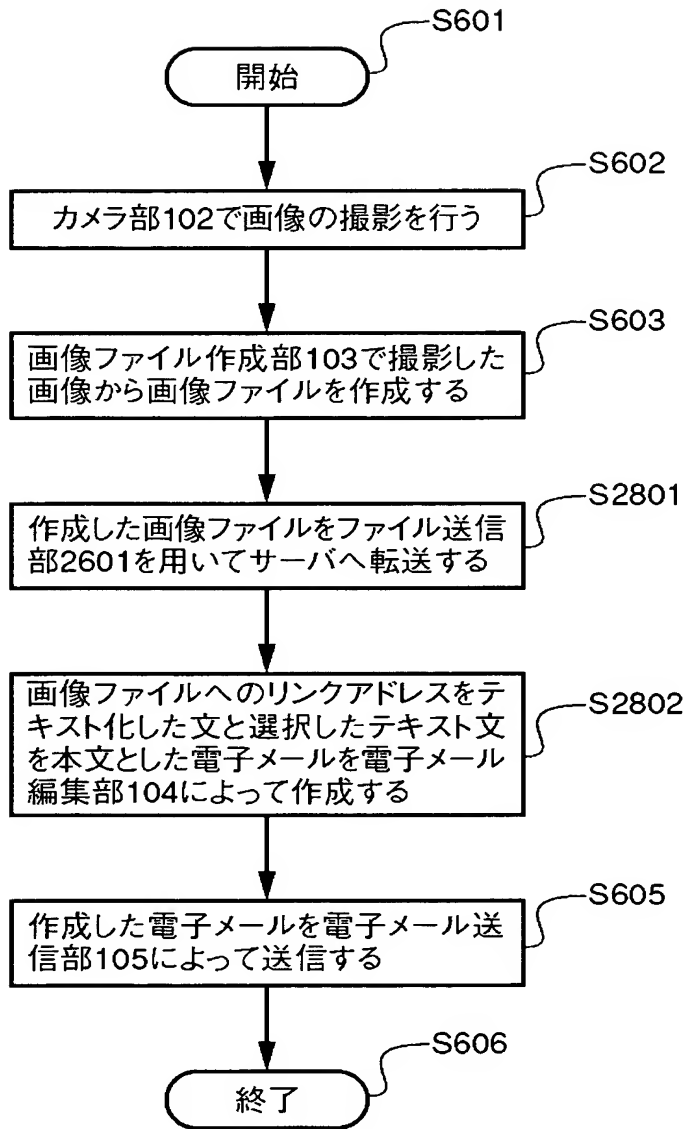 S601
開始
S602
カメラ部102で画像の撮影を行う
S603
画像ファイル作成部103で撮影した
画像から画像ファイルを作成する
S2801
作成した画像ファイルをファイル送信
部2601を用いてサーバへ転送する
S2802
画像ファイルへのリンクアドレスをテ
キスト化した文と選択したテキスト文
を本文とした電子メールを電子メール
編集部104によって作成する
S605
作成した電子メールを電子メール送
信部105によって送信する
S606
終了